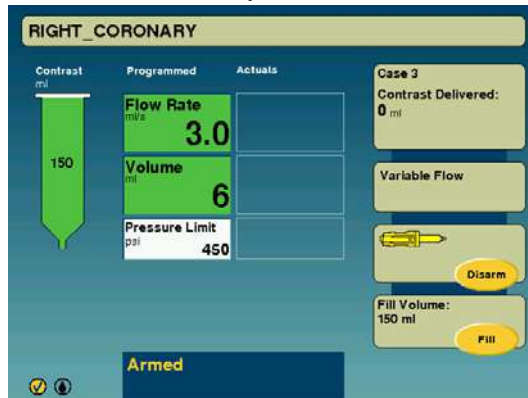 RIGHT_CORONARY
Contrast
ml
150
Programmed
Actuals
Flow Rate
ml/s
3.0
Volume
ml
6
Pressure Limit
psi
450
Case 3
Contrast Delivered:
0 ml
Variable Flow
Disarm
Fill Volume:
150 ml
Fill
Armed